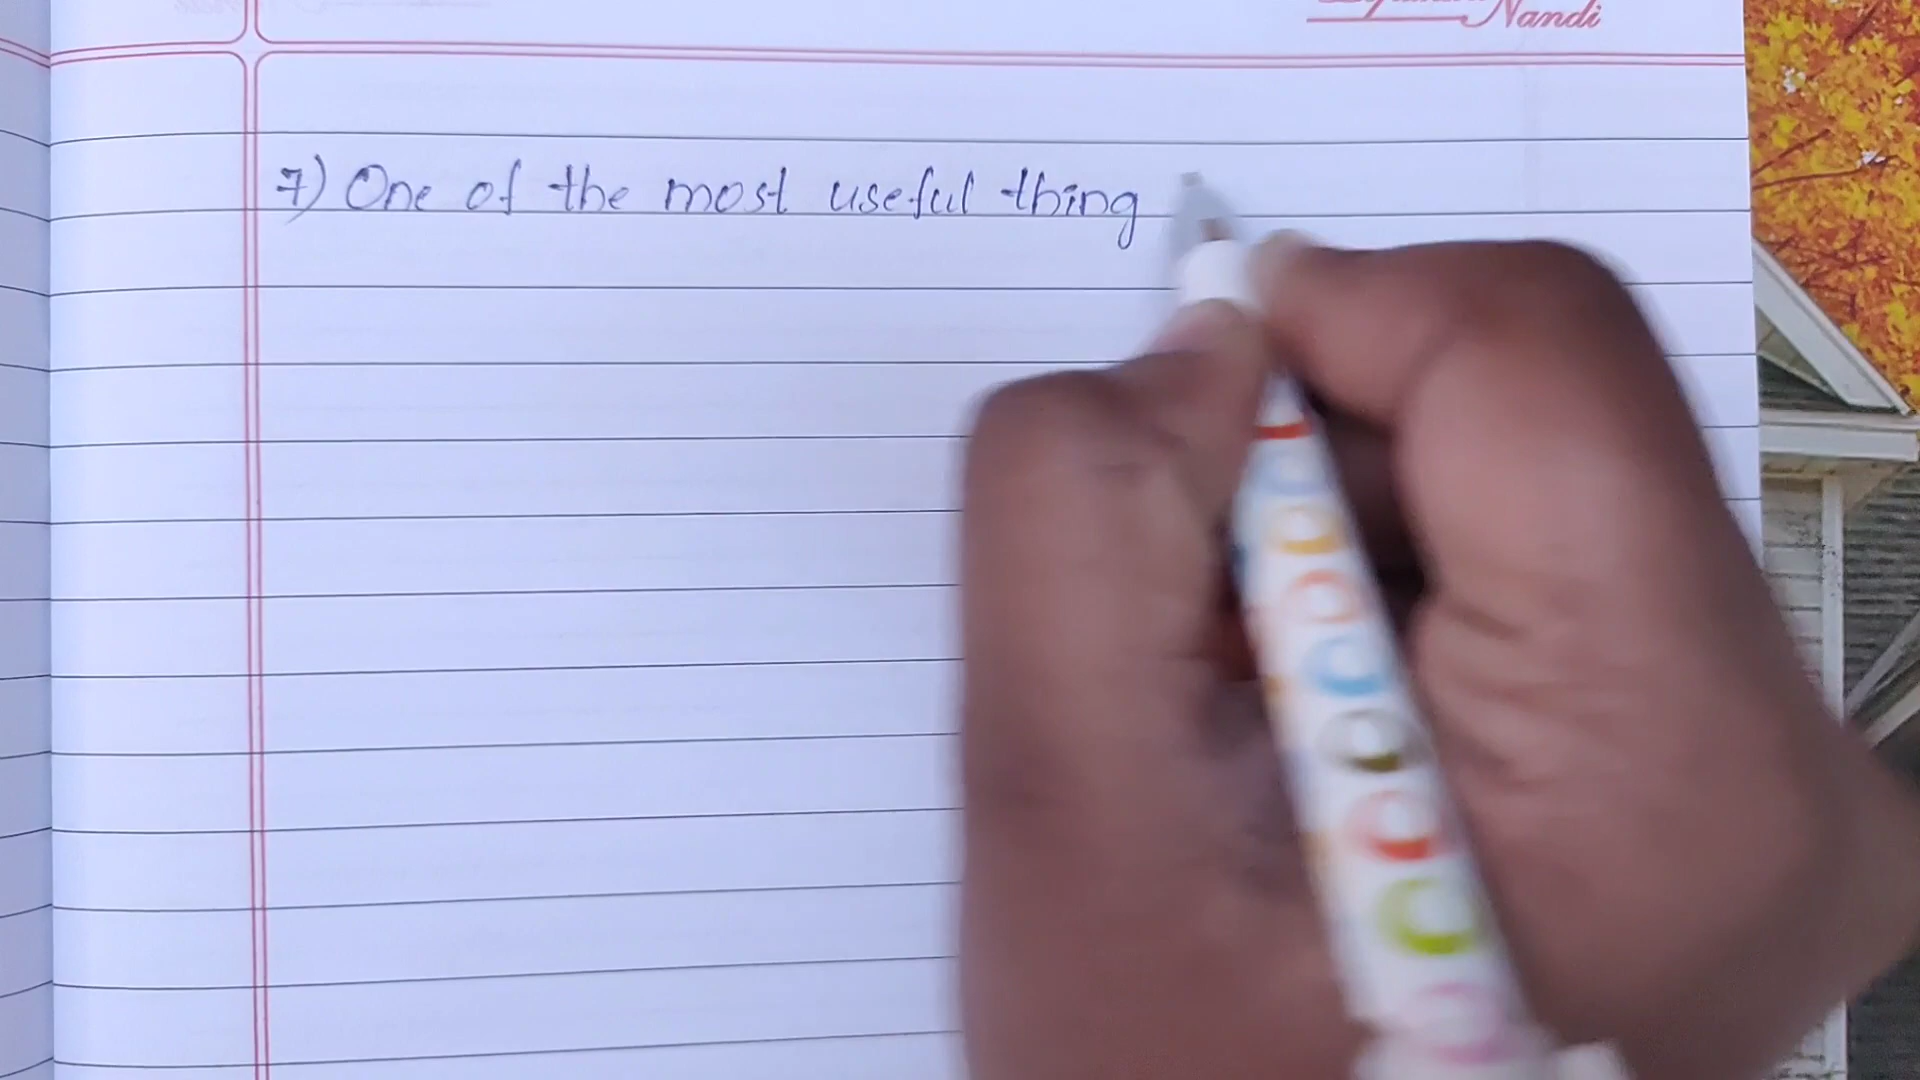 Nandi
7) One of the most useful thing